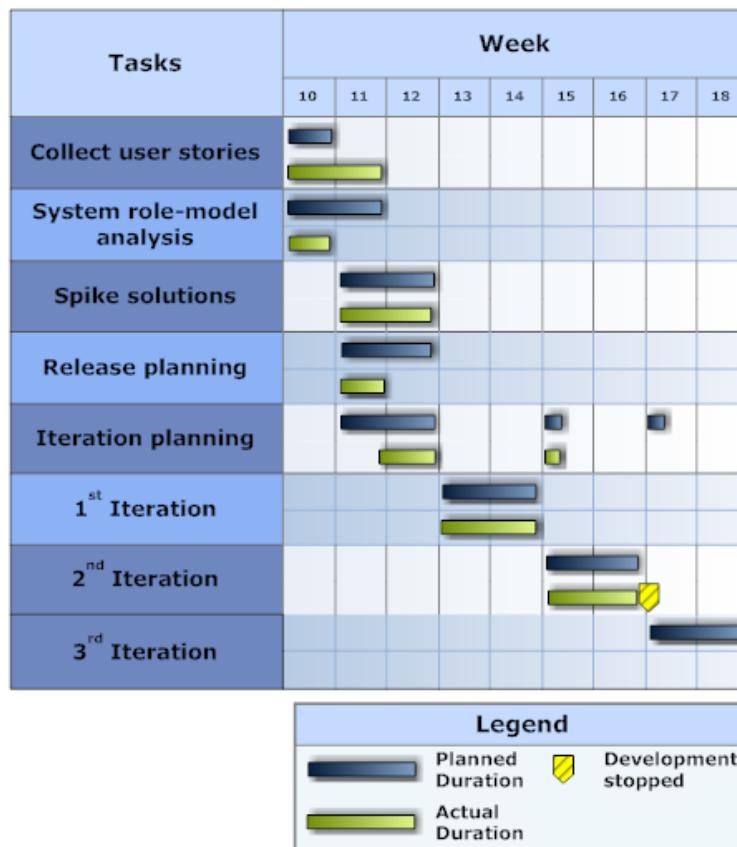 Tasks
Week
10 11 12 13 14 15 16 17 18
Collect user stories
System role-model
analysis
Spike solutions
Release planning
Iteration planning
1st Iteration
2nd Iteration
3rd Iteration
Legend
Planned
Duration
Development
stopped
Actual
Duration